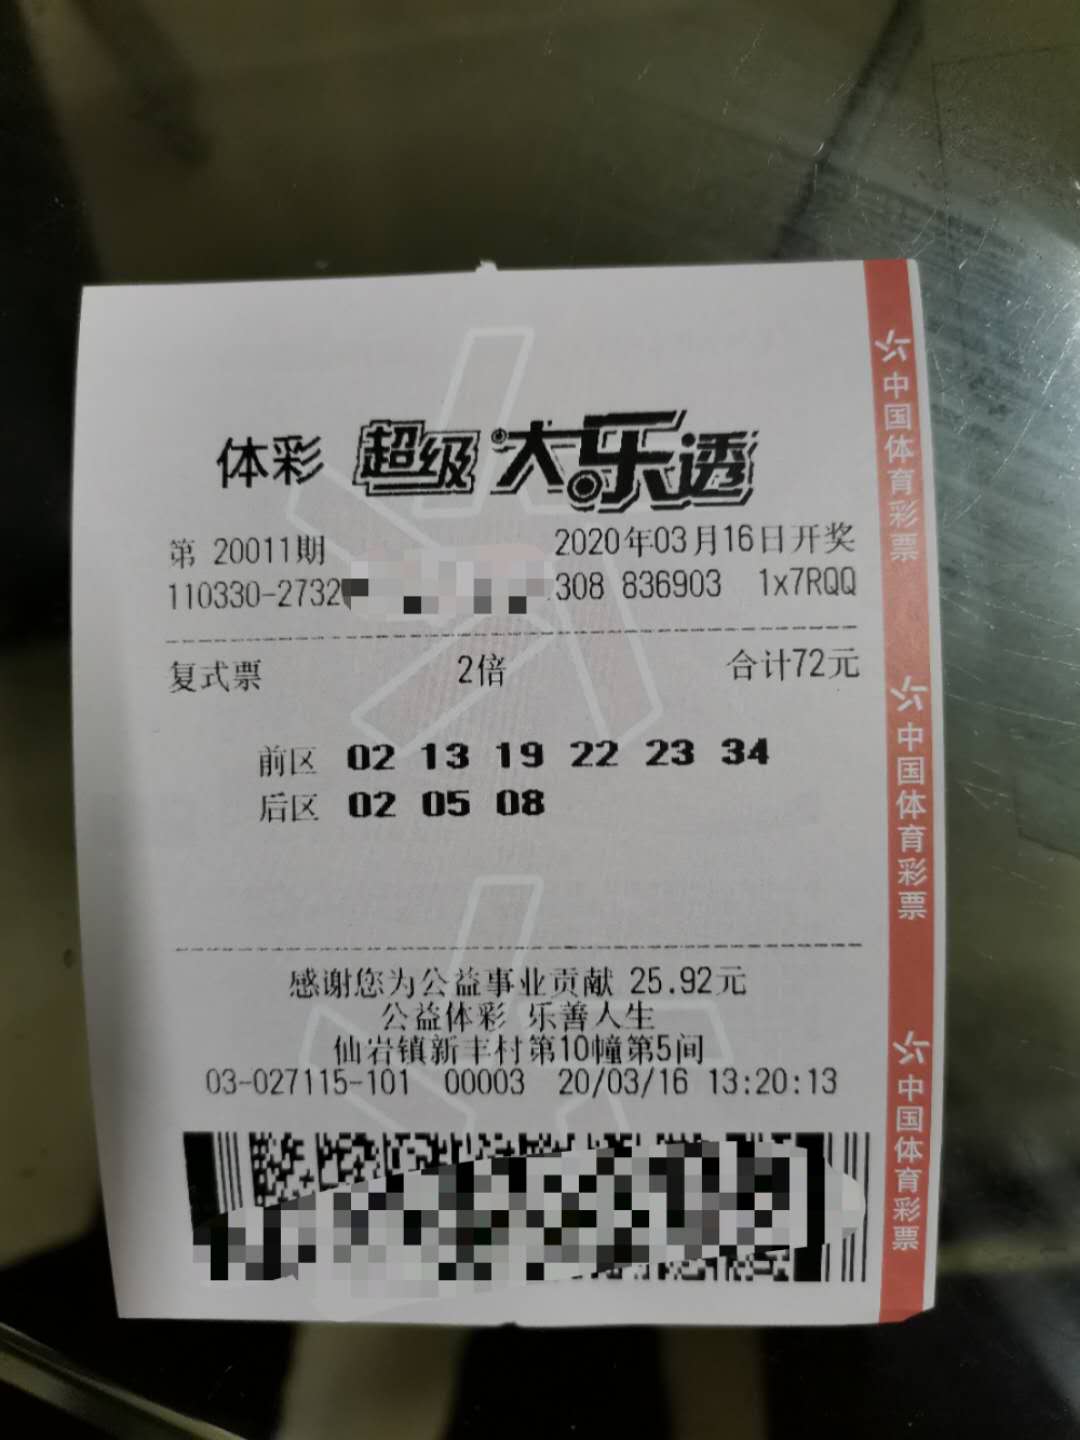 体彩 超级大乐透
第 20011期 2020年03月16日开奖
110330-2732 308 836903 1x7RQQ
复式票 2倍 合计72元
前区 02 13 19 22 23 34
后区 02 05 08
感谢您为公益事业贡献 25.92元
公益体彩 乐善人生
仙岩镇新丰村第10幢第5间
03-027115-101 00003 20/03/16 13:20:13
中国体育彩票
中国体育彩票
中国体育彩票